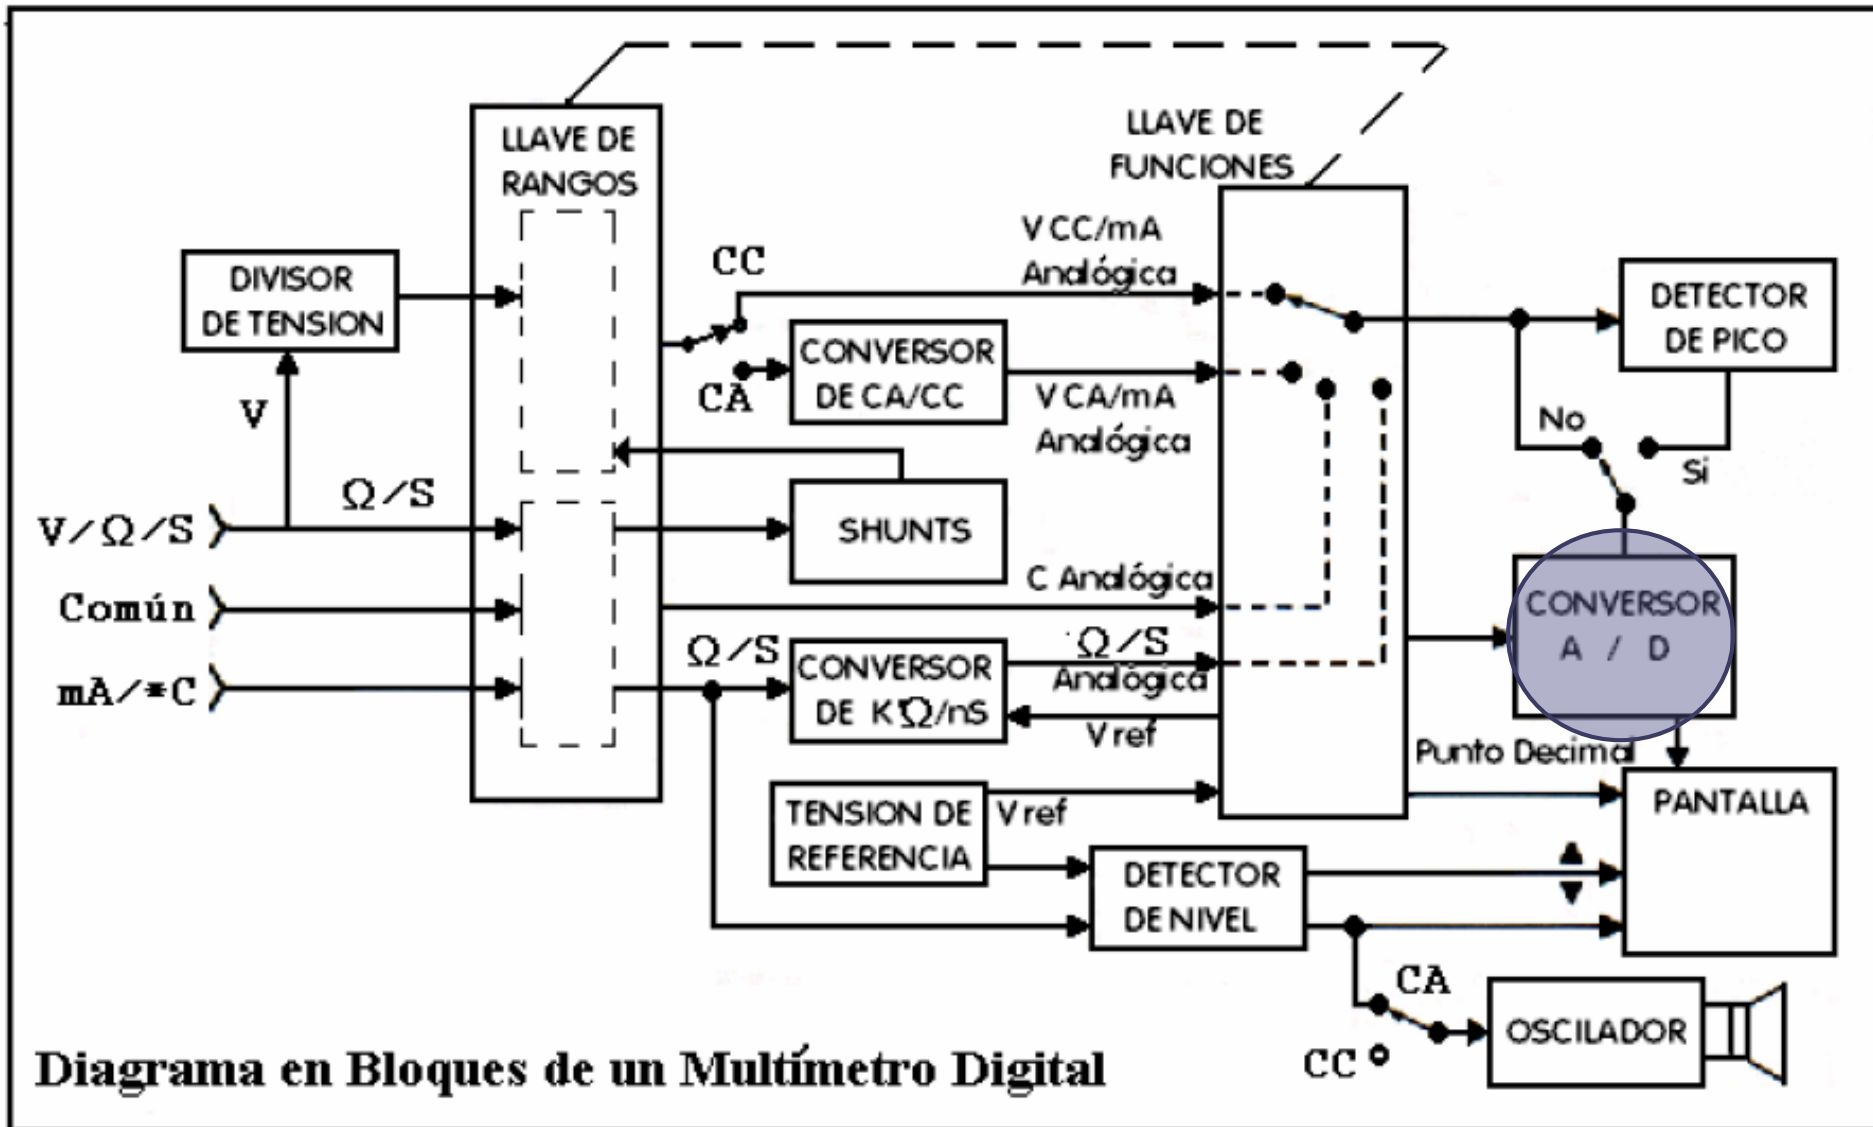 LLAVE DE
RANGOS
LLAVE DE
FUNCIONES
DIVISOR
DE TENSION
V
CC
CA
V CC/mA
Analógica
CONVERSOR
DE CA/CC
V CA/mA
Analógica
DETECTOR
DE PICO
No
Si
V/Ω/S
Ω/S
SHUNTS
Común
C Analógica
mA/*C
Ω/S
CONVERSOR
DE KΩ/nS
Ω/S
Analógica
V ref
CONVERSOR
A / D
Punto Decimal
PANTALLA
TENSION DE
REFERENCIA
V ref
DETECTOR
DE NIVEL
CA
CC
OSCILADOR
Diagrama en Bloques de un Multímetro Digital